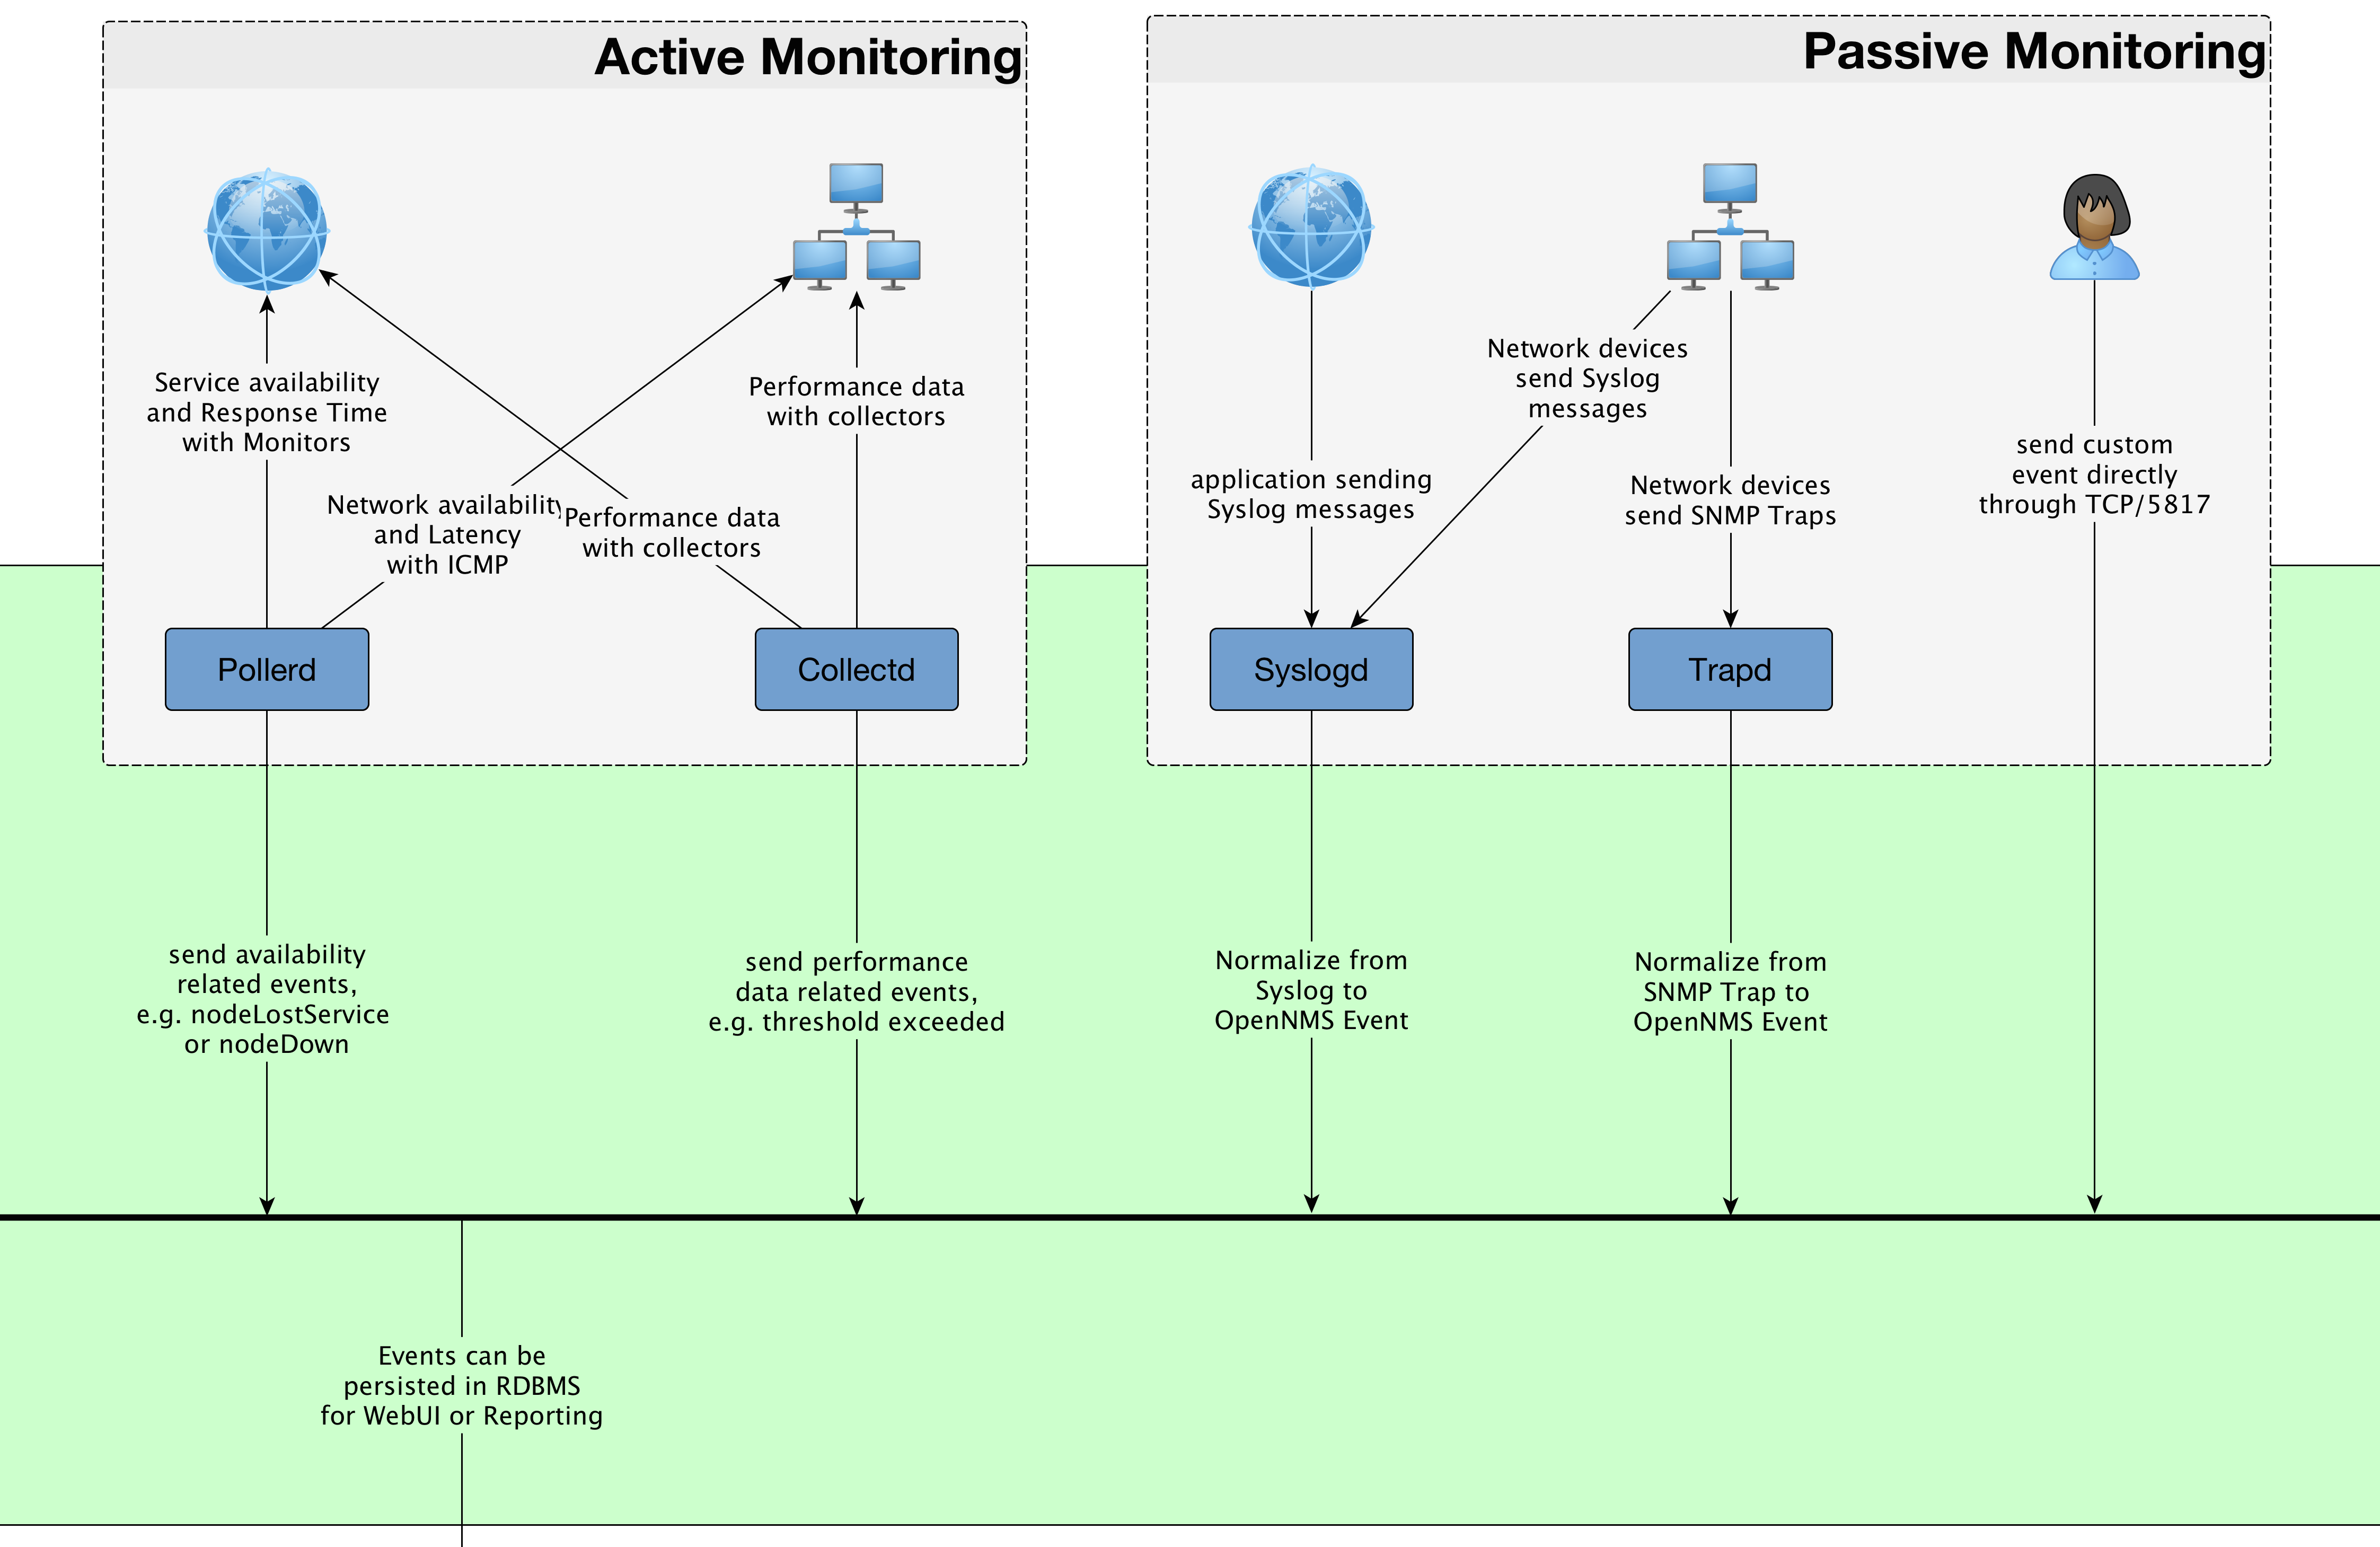 Active Monitoring
Passive Monitoring
Service availability
and Response Time
with Monitors
Network availability
and Latency
with ICMP
Performance data
with collectors
Performance data
with collectors
application sending
Syslog messages
Network devices
send Syslog
messages
Network devices
send SNMP Traps
send custom
event directly
through TCP/5817
Pollerd
Collectd
Syslogd
Trapd
send availability
related events,
e.g. nodeLostService
or nodeDown
send performance
data related events,
e.g. threshold exceeded
Normalize from
Syslog to
OpenNMS Event
Normalize from
SNMP Trap to
OpenNMS Event
Events can be
persisted in RDBMS
for WebUI or Reporting